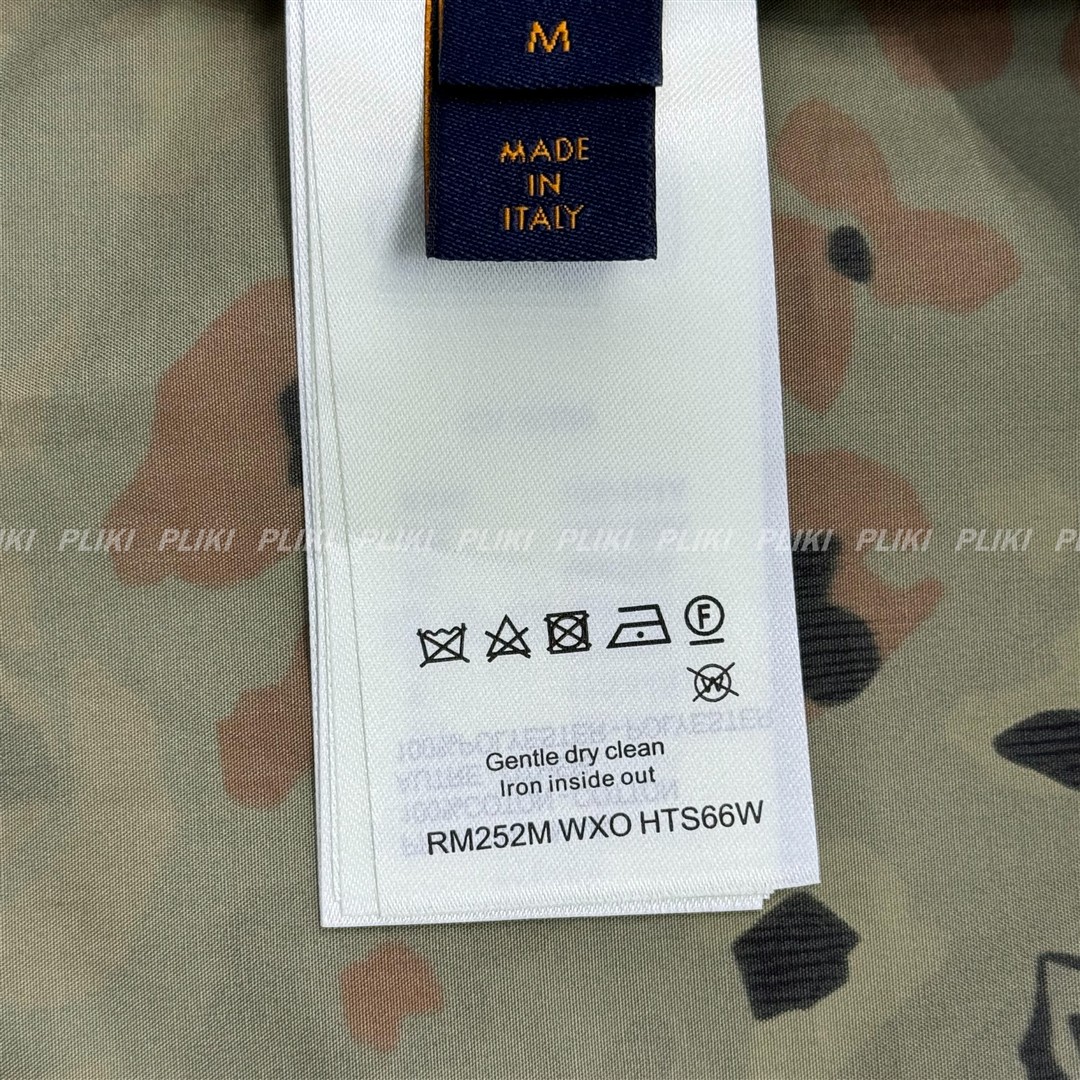 M
MADE
IN
ITALY
PLIKI PLIKI PLIKI PLIKI PLIKI PLIKI PLIKI PLIKI PLIKI PLIKI
F
W
Gentle dry clean
Iron inside out
RM252M WXO HTS66W